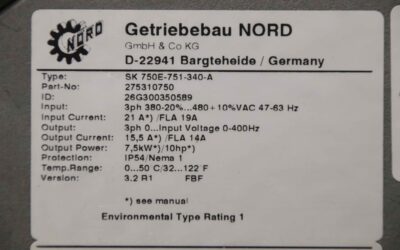 NORD
Getriebebau NORD
GmbH & Co KG
D-22941 Bargteheide / Germany
Type: SK 750E-751-340-A
Part-No: 275310750
ID: 26G300350589
Input: 3ph 380-20%...480+10%VAC 47-63 Hz
Input Current: 21 A*) /FLA 19A
Output: 3ph 0...Input Voltage 0-400Hz
Output Current: 15,5 A*) /FLA 14A
Output Power: 7,5kW*)/10hp*)
Protection: IP54/Nema 1
Temp.Range: 0...50°C/32...122°F
Version: 3.2 R1 FBF
*) see manual
Environmental Type Rating 1